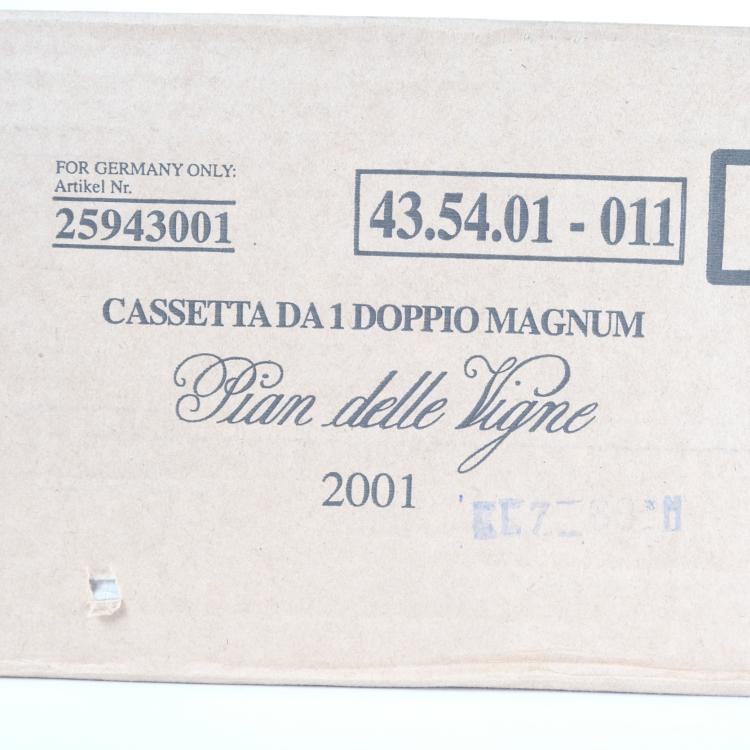 FOR GERMANY ONLY:
Artikel Nr.
25943001
43.54.01 - 011
CASSETTA DA 1 DOPPIO MAGNUM
Pian delle Vigne
2001